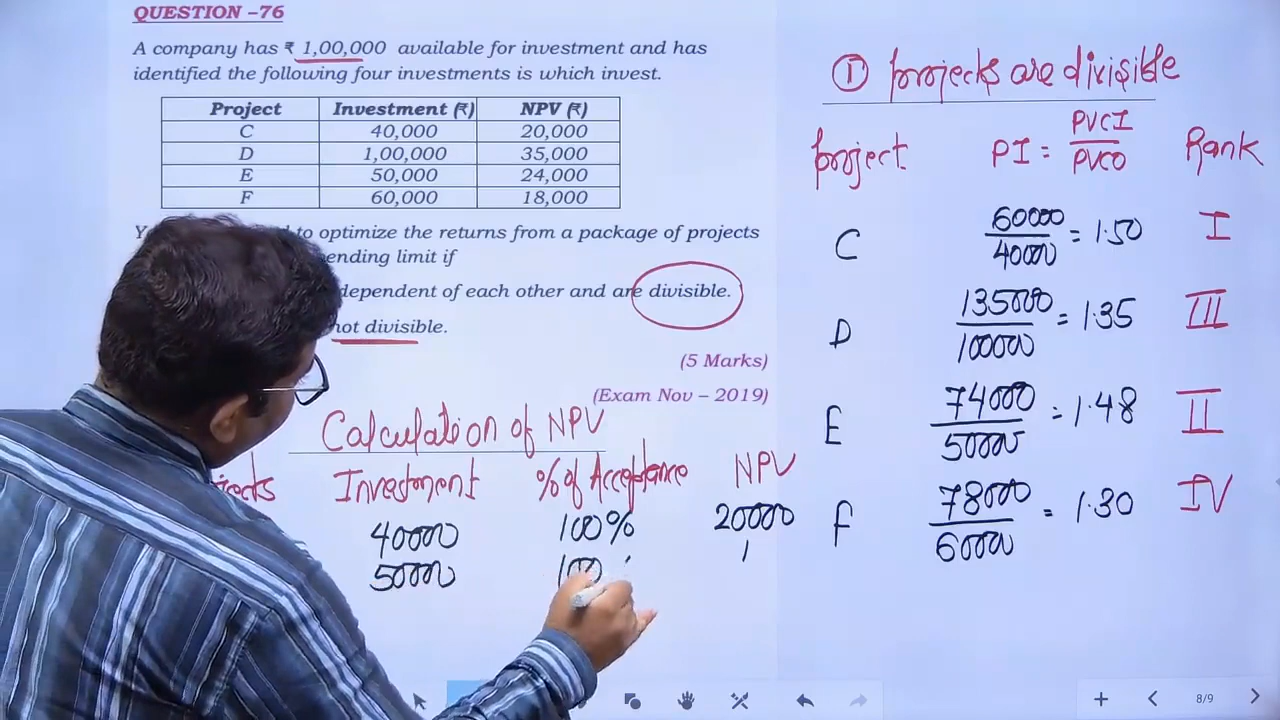 QUESTION –76
A company has ₹ 1,00,000 available for investment and has
identified the following four investments is which invest.
Project Investment (₹) NPV (₹)
C 40,000 20,000
D 1,00,000 35,000
E 50,000 24,000
F 60,000 18,000
to optimize the returns from a package of projects
ending limit if
dependent of each other and are divisible.
not divisible.
(5 Marks)
(Exam Nov – 2019)
Calculation of NPV
Investment % of Acceptance NPV
40000 100% 20000
50000 100
① projects are divisible
project PI = PVCI/PVCO Rank
C 60000/40000 = 1.50 I
D 135000/100000 = 1.35 III
E 74000/50000 = 1.48 II
F 78000/60000 = 1.30 IV
8/9